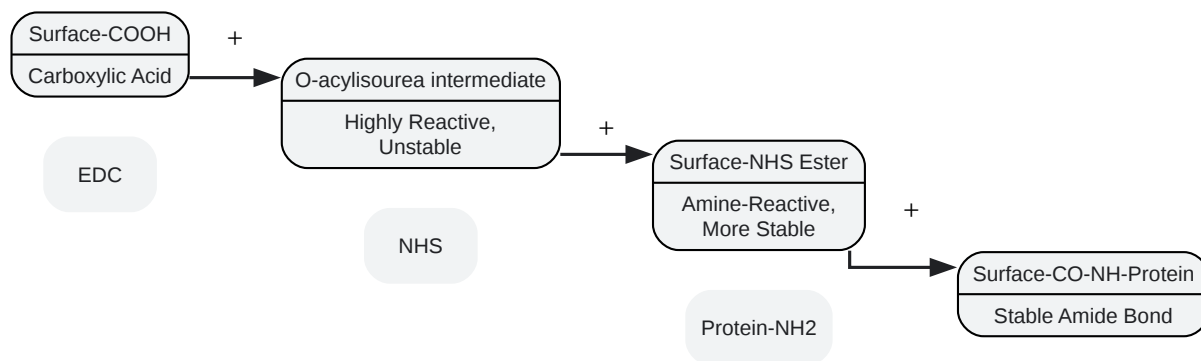 Surface-COOH
Carboxylic Acid
+
EDC
O-acylisourea intermediate
Highly Reactive,
Unstable
+
NHS
Surface-NHS Ester
Amine-Reactive,
More Stable
+
Protein-NH2
Surface-CO-NH-Protein
Stable Amide Bond